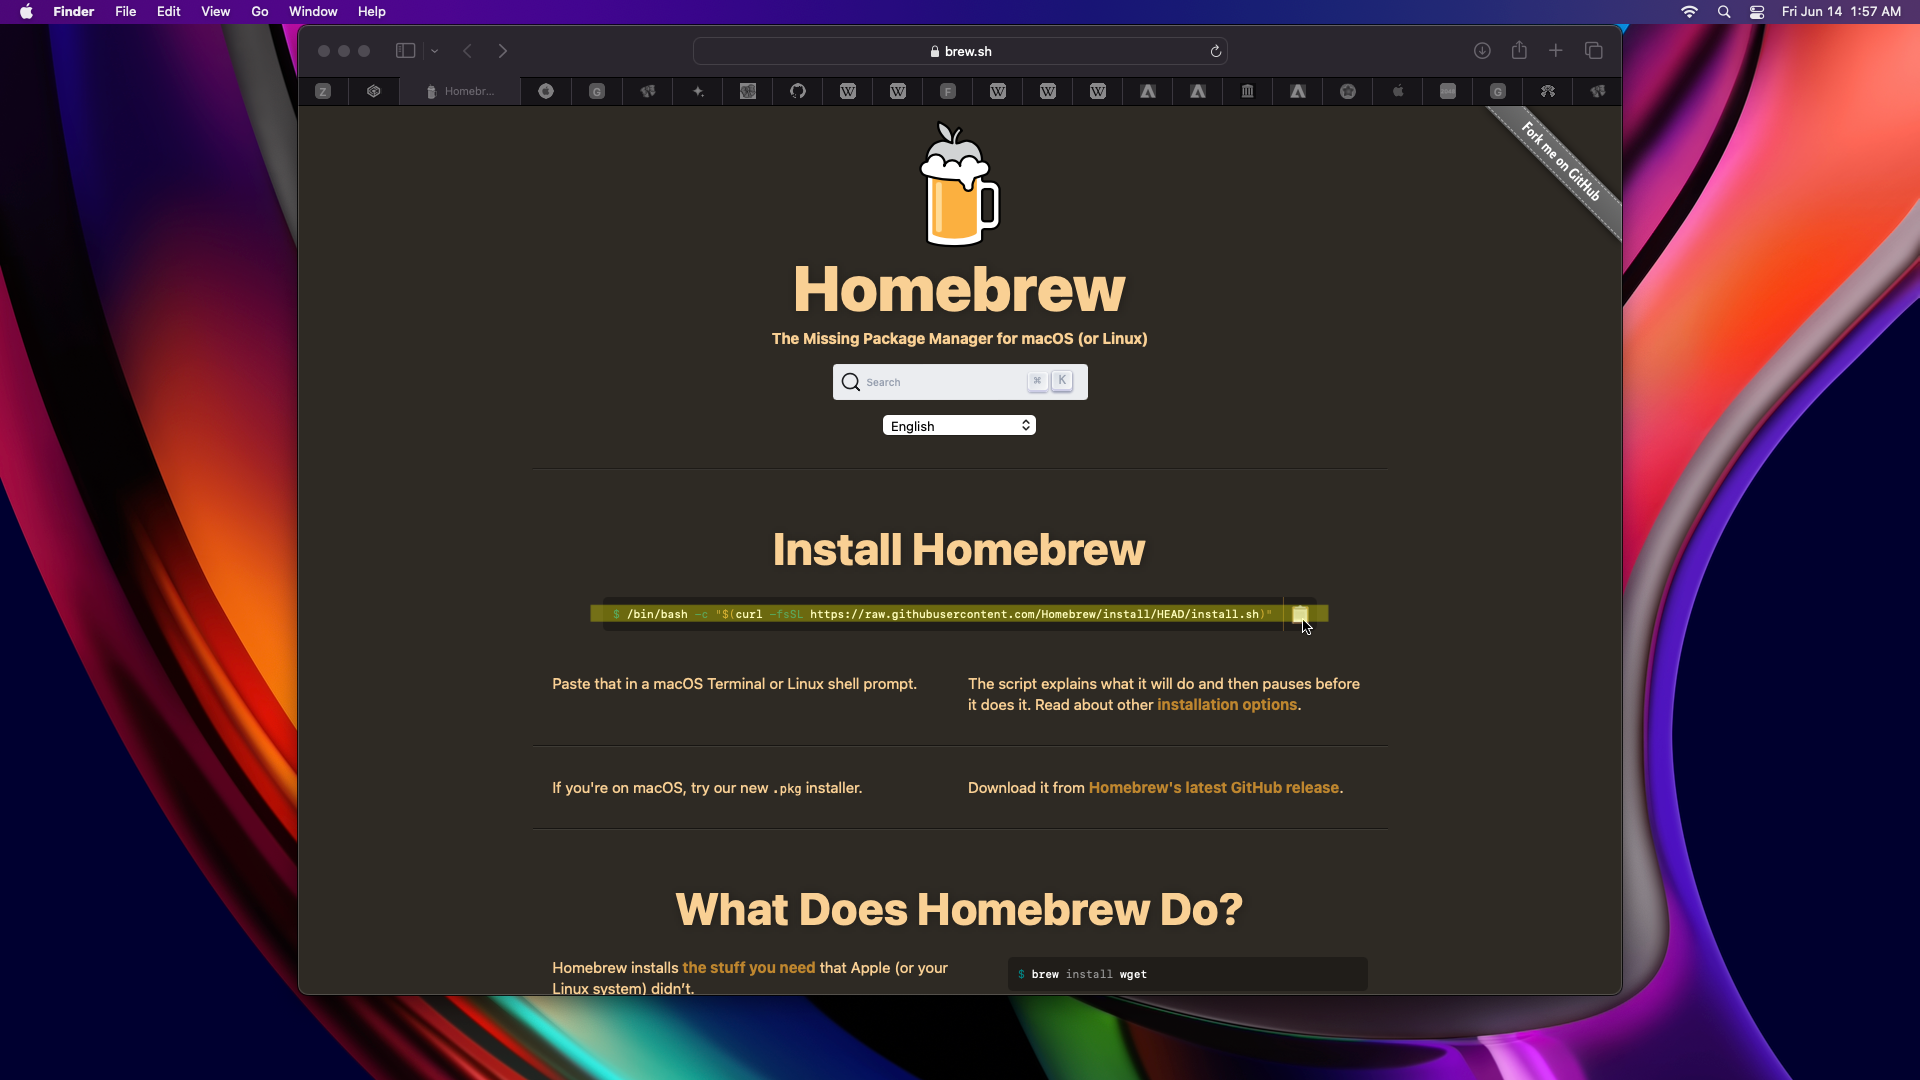 Finder File Edit View Go Window Help Fri Jun 14 1:57 AM
brew.sh
Z Homebr... G W W F W W W G
Fork me on GitHub
Homebrew
The Missing Package Manager for macOS (or Linux)
Search ⌘ K
English
Install Homebrew
$ /bin/bash -c "$(curl -fsSL https://raw.githubusercontent.com/Homebrew/install/HEAD/install.sh)"
Paste that in a macOS Terminal or Linux shell prompt.
The script explains what it will do and then pauses before
it does it. Read about other installation options.
If you're on macOS, try our new .pkg installer.
Download it from Homebrew's latest GitHub release.
What Does Homebrew Do?
Homebrew installs the stuff you need that Apple (or your
Linux system) didn’t.
$ brew install wget